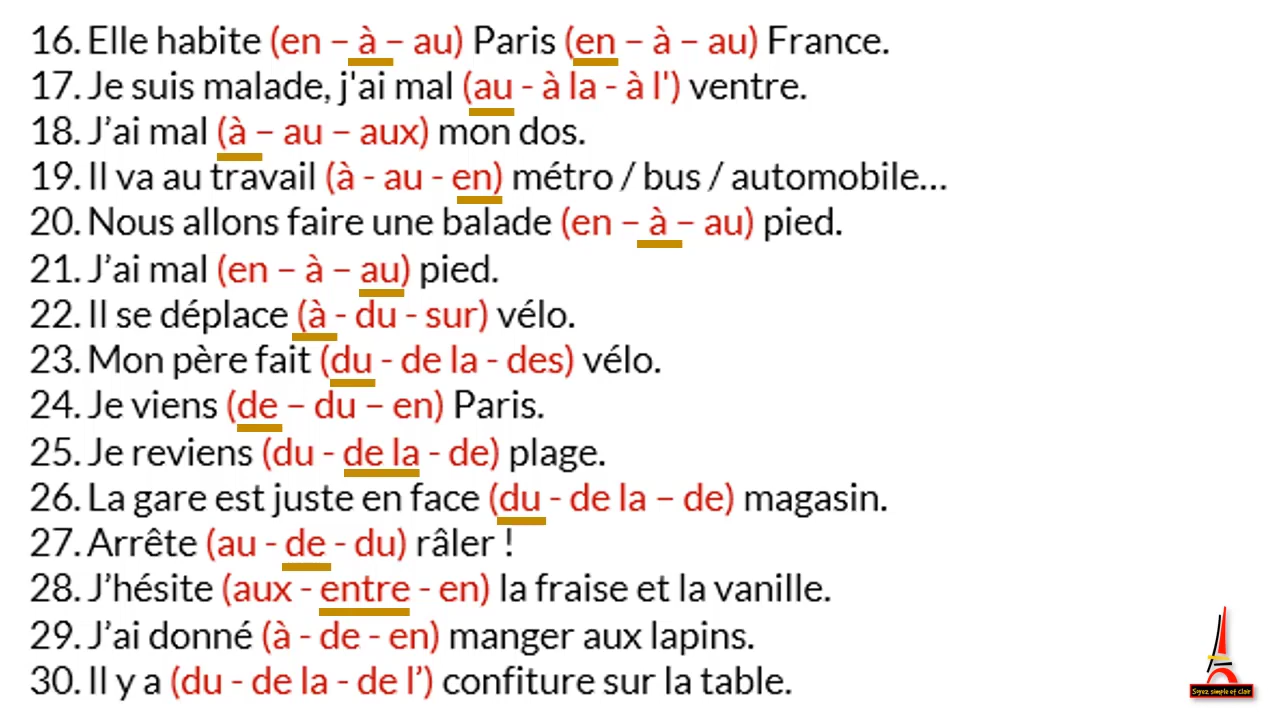 16. Elle habite (en – à – au) Paris (en – à – au) France.
17. Je suis malade, j'ai mal (au - à la - à l') ventre.
18. J’ai mal (à – au – aux) mon dos.
19. Il va au travail (à - au - en) métro / bus / automobile...
20. Nous allons faire une balade (en – à – au) pied.
21. J’ai mal (en – à – au) pied.
22. Il se déplace (à - du - sur) vélo.
23. Mon père fait (du - de la - des) vélo.
24. Je viens (de – du – en) Paris.
25. Je reviens (du - de la - de) plage.
26. La gare est juste en face (du - de la – de) magasin.
27. Arrête (au - de - du) râler !
28. J’hésite (aux - entre - en) la fraise et la vanille.
29. J’ai donné (à - de - en) manger aux lapins.
30. Il y a (du - de la - de l’) confiture sur la table.
Soyez simple et clair